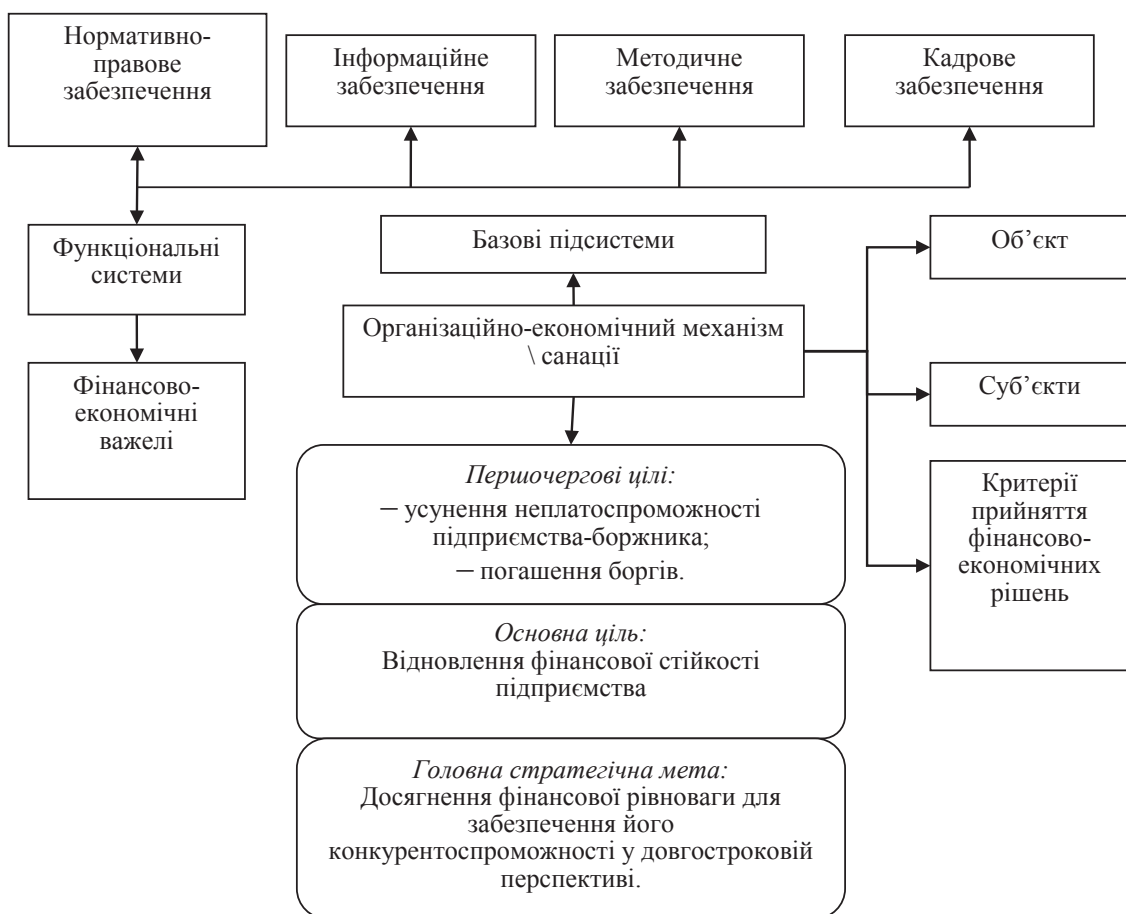 Нормативно-
правове
забезпечення
Інформаційне
забезпечення
Методичне
забезпечення
Кадрове
забезпечення
Функціональні
системи
Базові підсистеми
Об’єкт
Організаційно-економічний механізм
\ санації
Фінансово-
економічні
важелі
Суб’єкти
Першочергові цілі:
— усунення неплатоспроможності
підприємства-боржника;
— погашення боргів.
Критерії
прийняття
фінансово-
економічних
рішень
Основна ціль:
Відновлення фінансової стійкості
підприємства
Головна стратегічна мета:
Досягнення фінансової рівноваги для
забезпечення його
конкурентоспроможності у довгостроковій
перспективі.